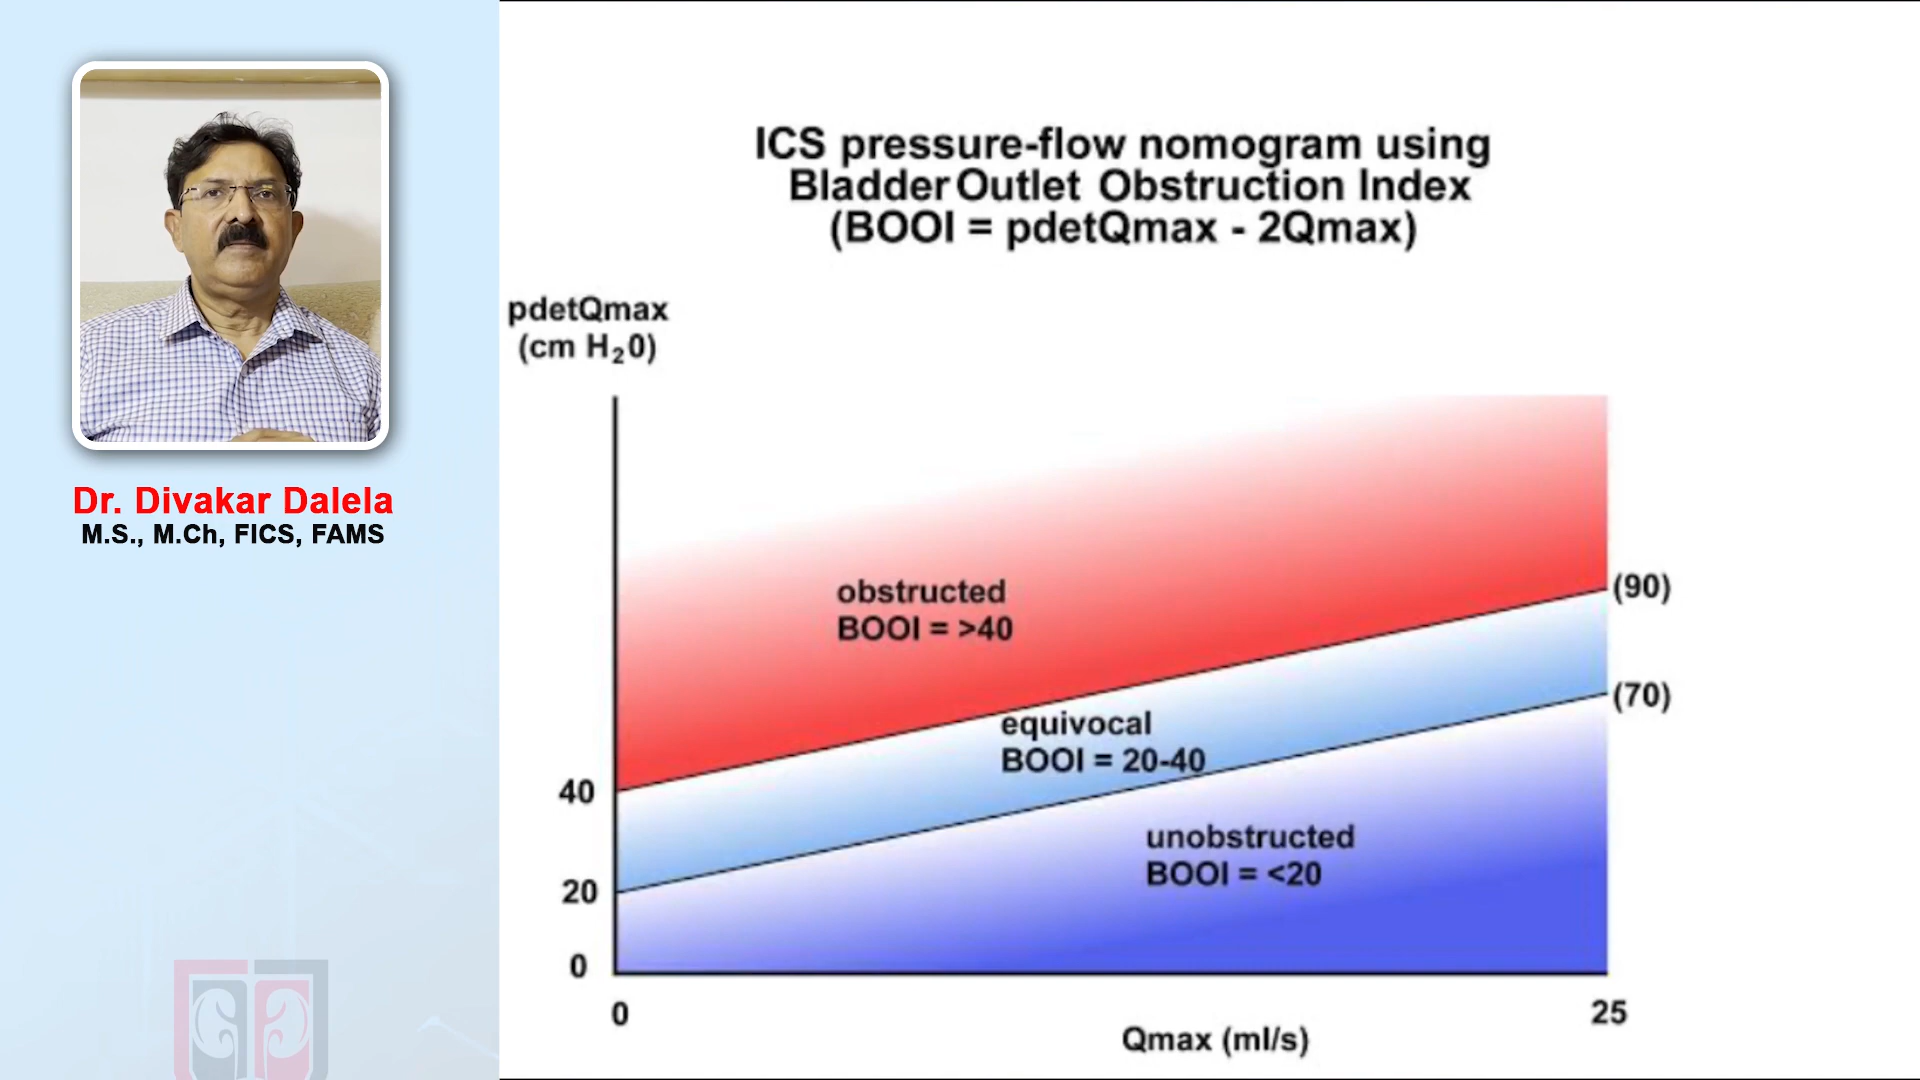 Dr. Divakar Dalela
M.S., M.Ch, FICS, FAMS
ICS pressure-flow nomogram using
Bladder Outlet Obstruction Index
(BOOI = pdetQmax - 2Qmax)
pdetQmax
(cm H₂0)
obstructed
BOOI = >40
(90)
equivocal
BOOI = 20-40
(70)
40
unobstructed
BOOI = <20
20
0
0
25
Qmax (ml/s)